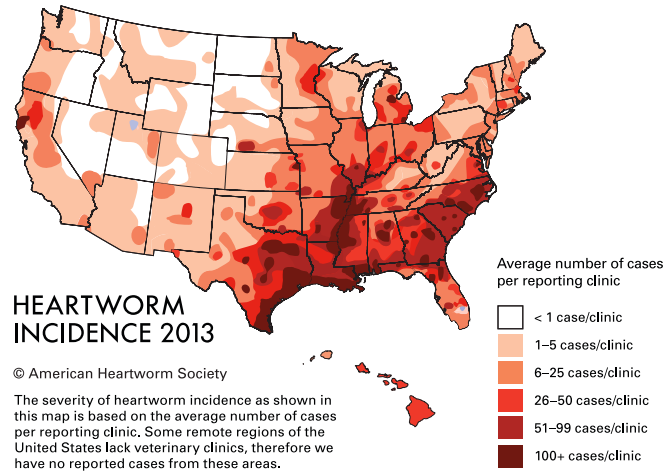 HEARTWORM
INCIDENCE 2013
© American Heartworm Society
The severity of heartworm incidence as shown in
this map is based on the average number of cases
per reporting clinic. Some remote regions of the
United States lack veterinary clinics, therefore we
have no reported cases from these areas.
Average number of cases
per reporting clinic
< 1 case/clinic
1–5 cases/clinic
6–25 cases/clinic
26–50 cases/clinic
51–99 cases/clinic
100+ cases/clinic